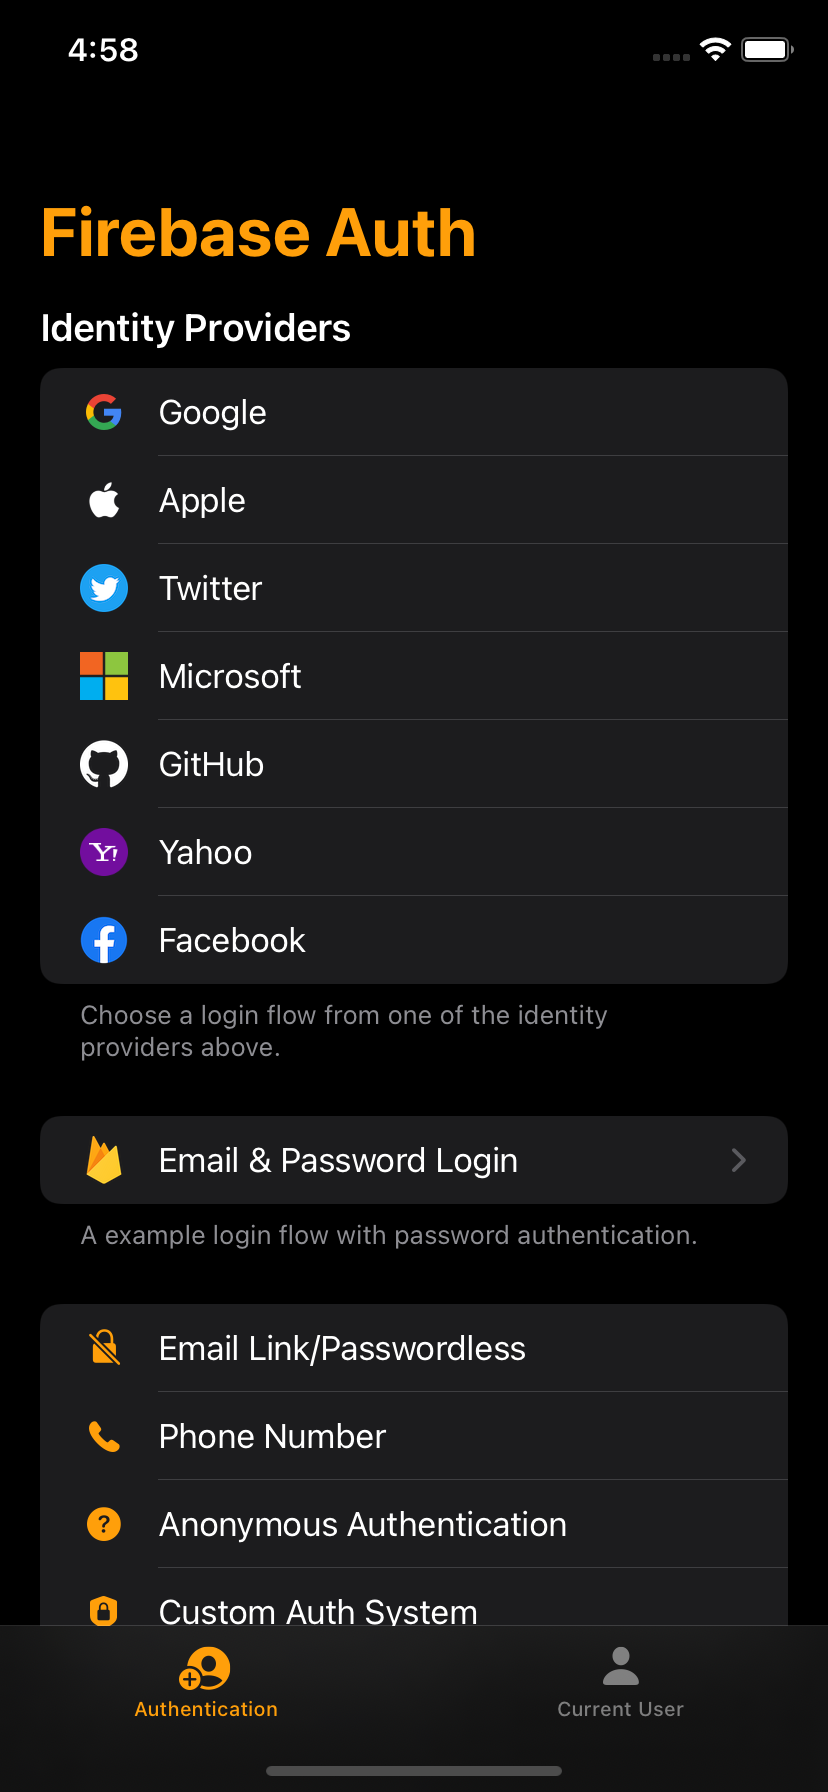 4:58
Firebase Auth
Identity Providers
Google
Apple
Twitter
Microsoft
GitHub
Yahoo
Facebook
Choose a login flow from one of the identity
providers above.
Email & Password Login
A example login flow with password authentication.
Email Link/Passwordless
Phone Number
Anonymous Authentication
Custom Auth System
Authentication
Current User